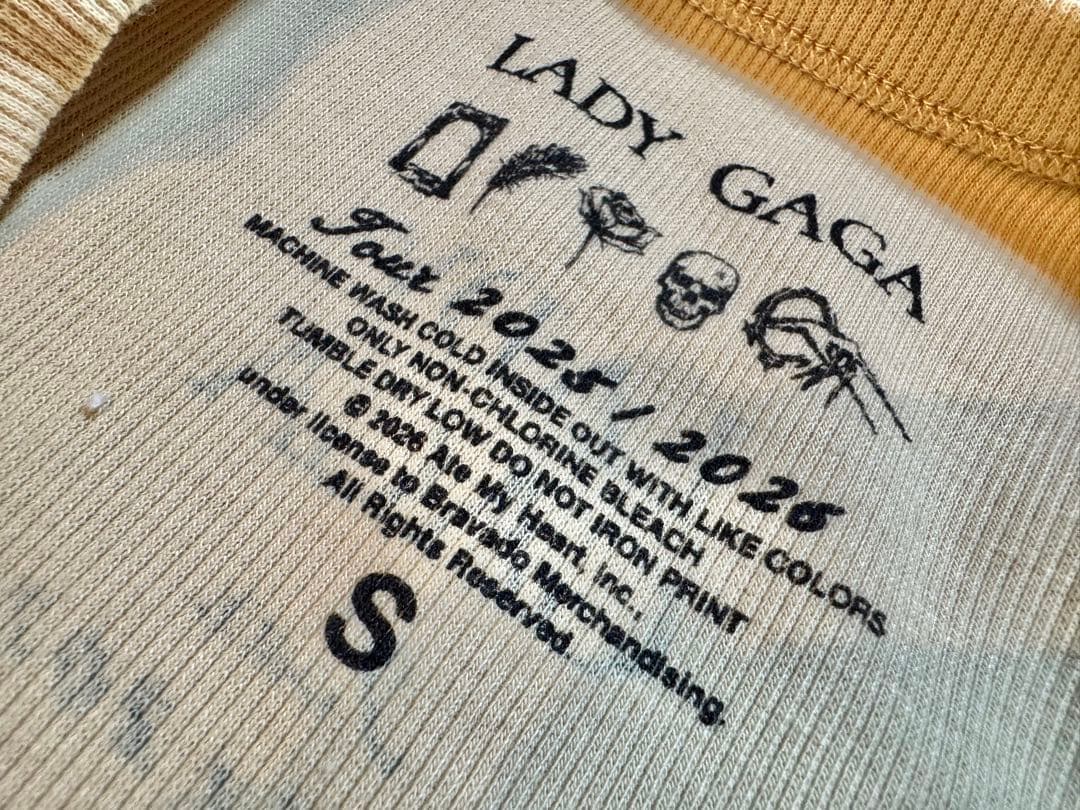 LADY GAGA
Tour 2025 / 2026
MACHINE WASH COLD INSIDE OUT WITH LIKE COLORS
ONLY NON-CHLORINE BLEACH
TUMBLE DRY LOW DO NOT IRON PRINT
© 2026 Ate My Heart, Inc.,
under license to Bravado Merchandising.
All Rights Reserved
S